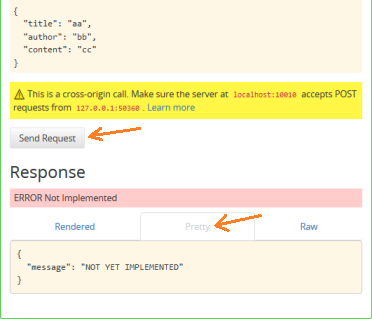 {
"title": "aa",
"author": "bb",
"content": "cc"
}
This is a cross-origin call. Make sure the server at localhost:10010 accepts POST
requests from 127.0.0.1:50360 . Learn more
Send Request
Response
ERROR Not Implemented
Rendered Pretty Raw
{
"message": "NOT YET IMPLEMENTED"
}